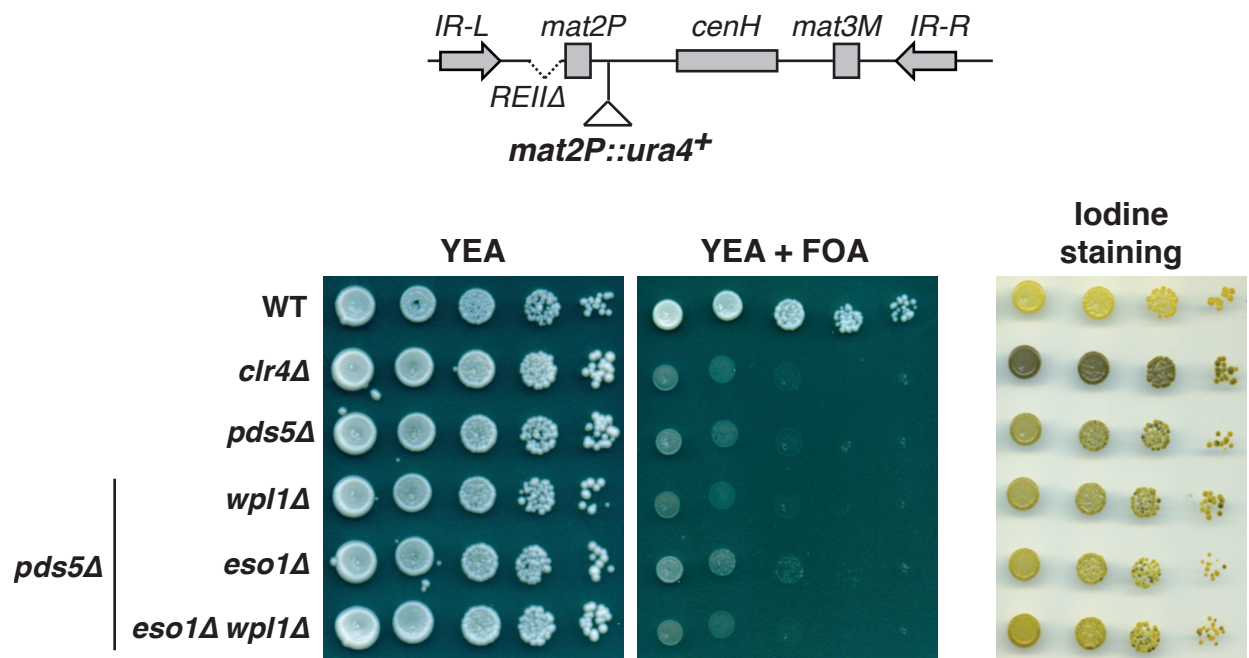 IR-L mat2P cenH mat3M IR-R
REIIΔ
mat2P::ura4+
YEA YEA + FOA Iodine staining
WT
clr4Δ
pds5Δ
wpl1Δ
pds5Δ eso1Δ
eso1Δ wpl1Δ